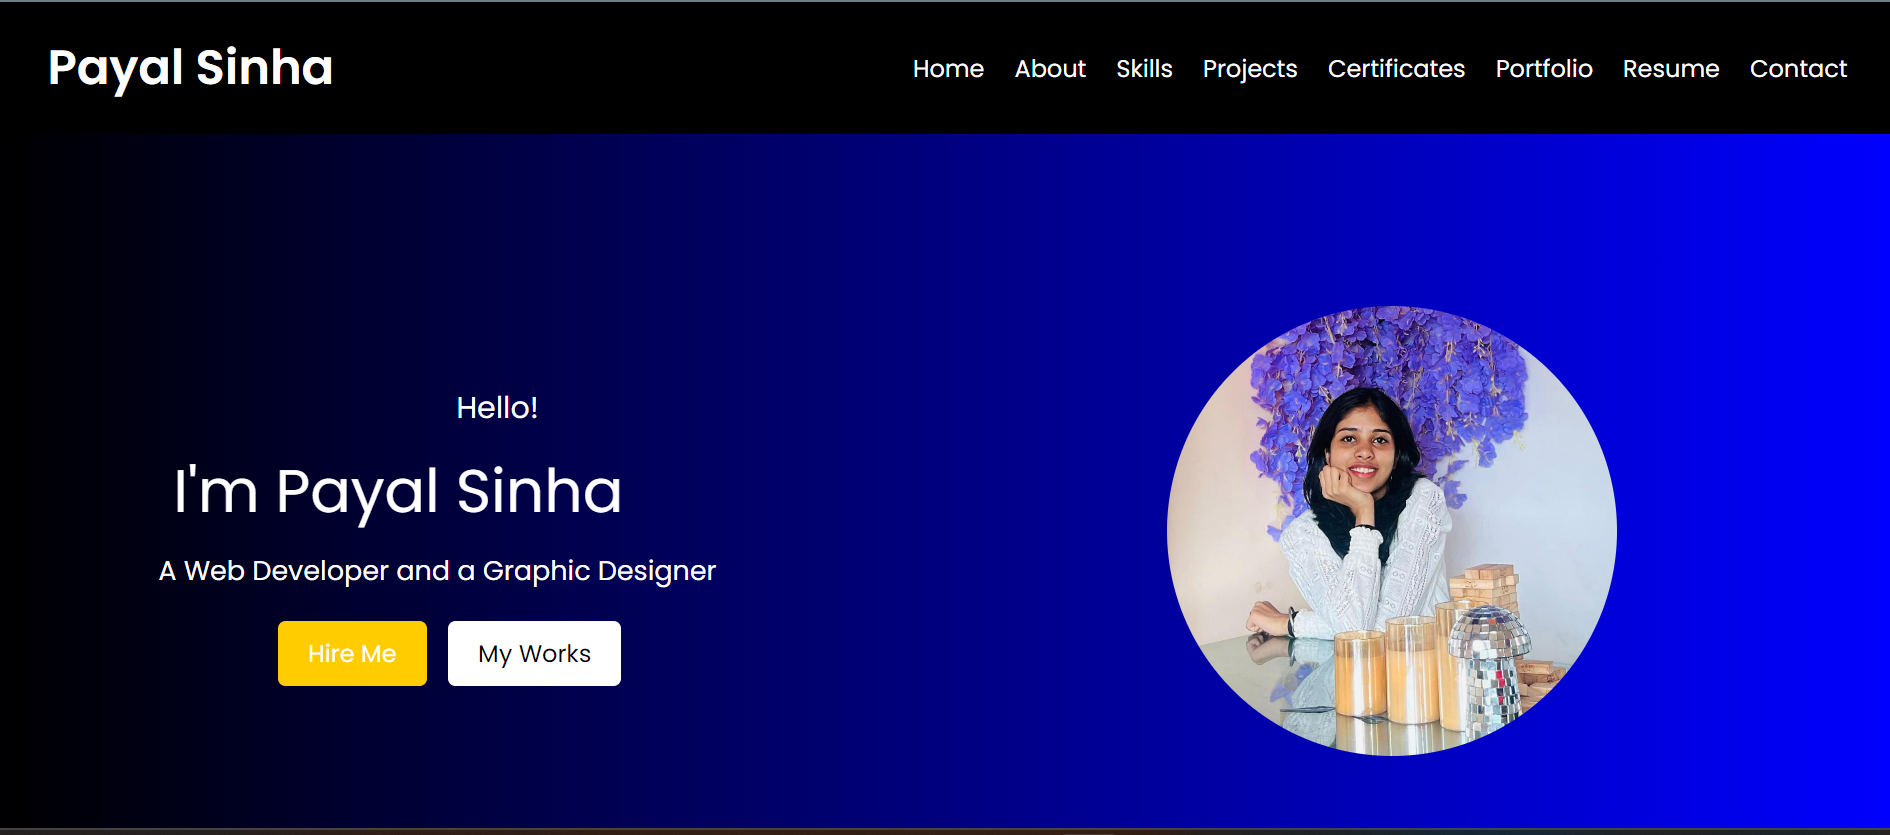 Payal Sinha
Home About Skills Projects Certificates Portfolio Resume Contact
Hello!
I'm Payal Sinha
A Web Developer and a Graphic Designer
Hire Me
My Works